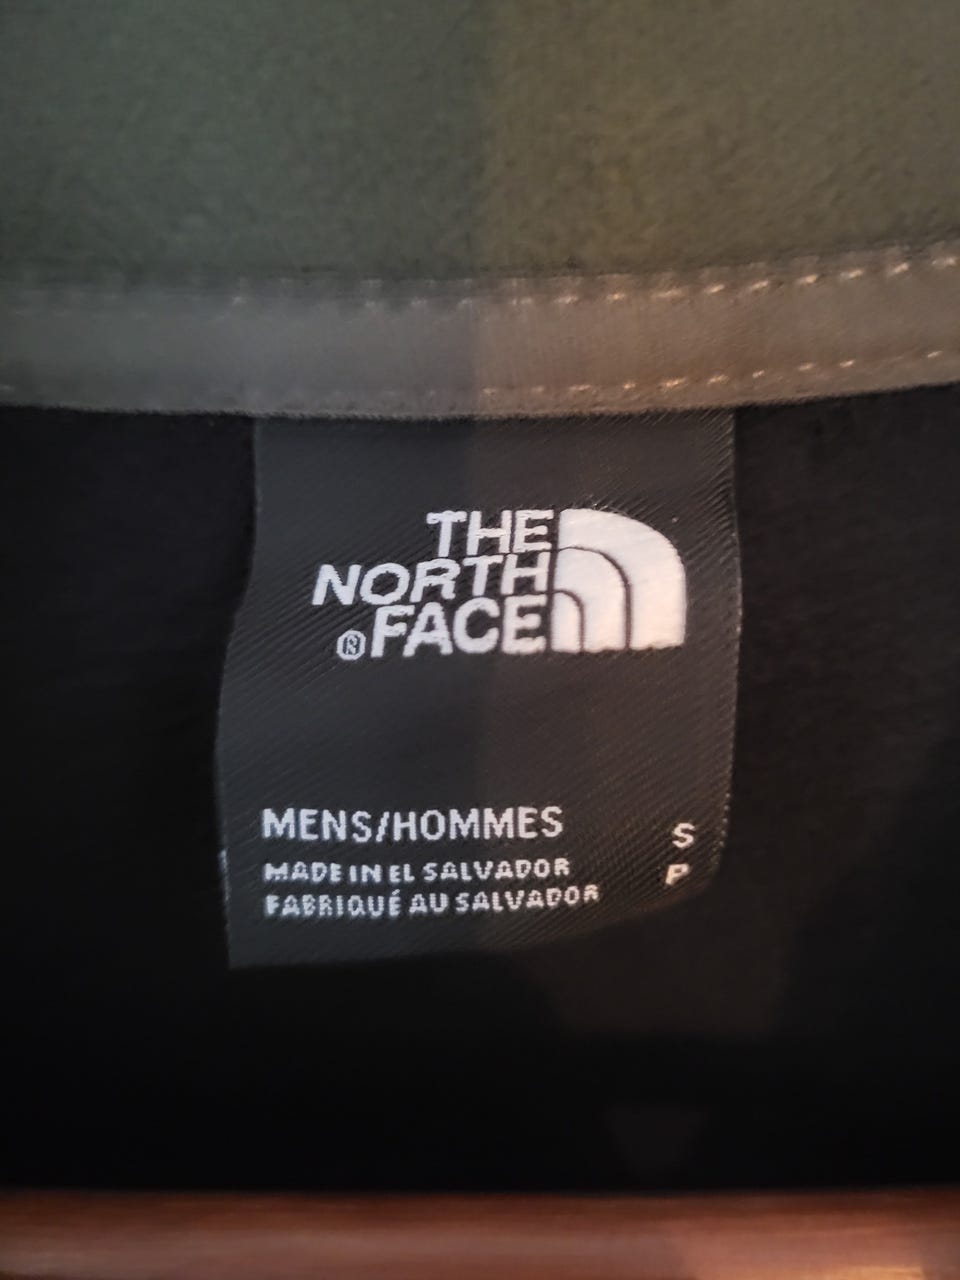 THE
NORTH
® FACE
MENS/HOMMES S
MADE IN EL SALVADOR P
FABRIQUÉ AU SALVADOR